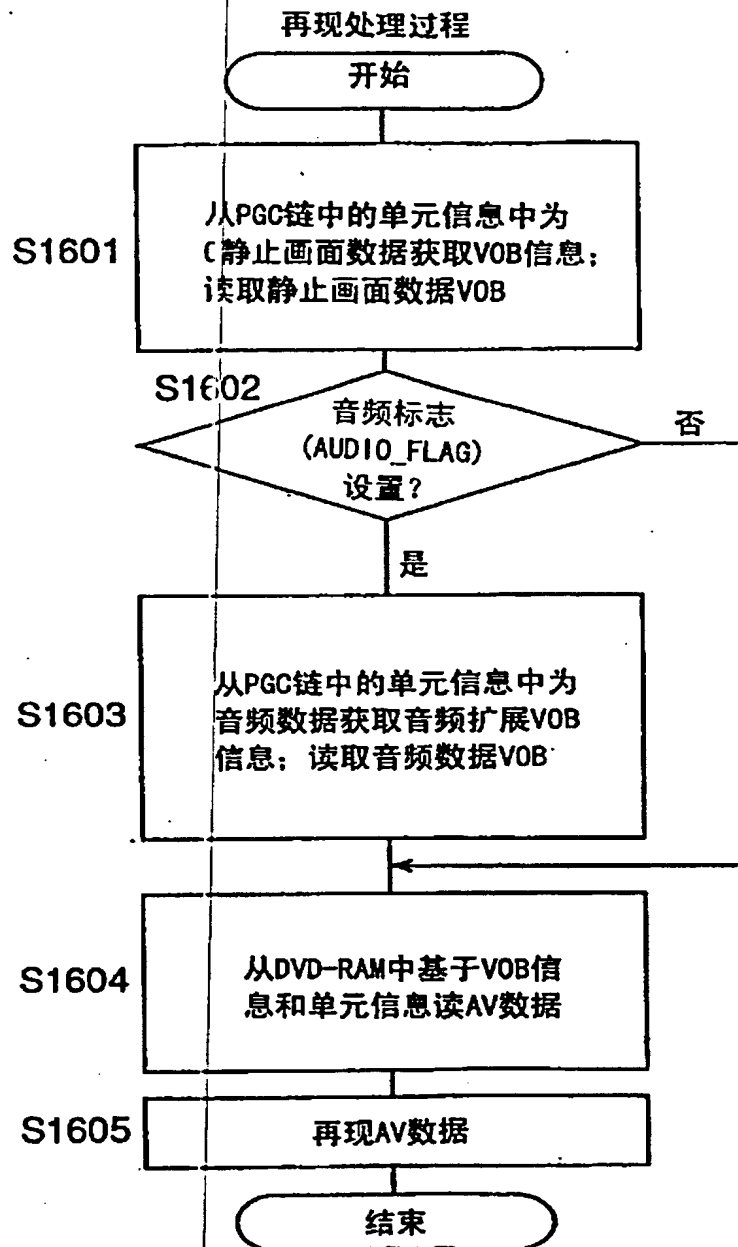 再现处理过程
开始
S1601
从PGC链中的单元信息中为
静止画面数据获取VOB信息；
读取静止画面数据VOB
S1602
音频标志
(AUDIO_FLAG)
设置？
否
是
S1603
从PGC链中的单元信息中为
音频数据获取音频扩展VOB
信息；读取音频数据VOB
S1604
从DVD-RAM中基于VOB信
息和单元信息读AV数据
S1605
再现AV数据
结束